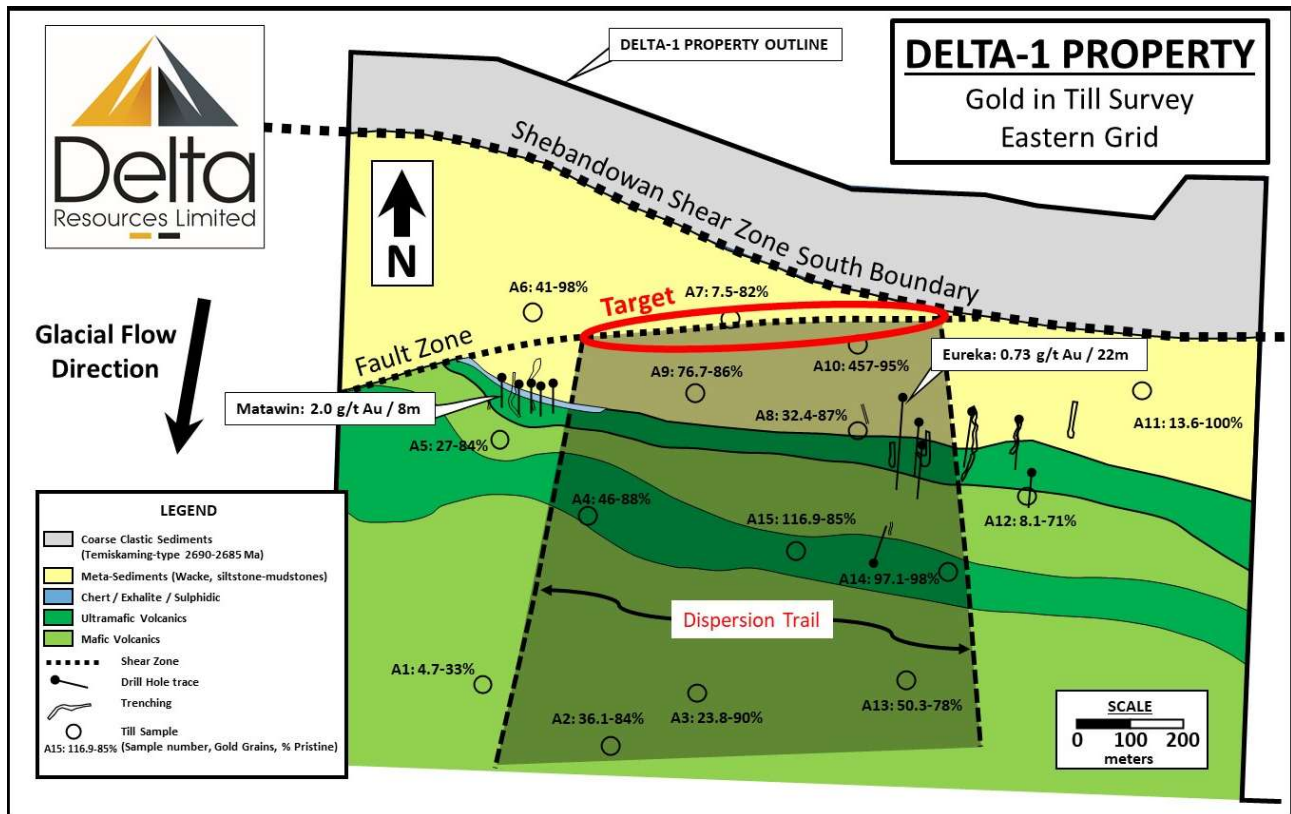 Delta
Resources Limited
DELTA-1 PROPERTY OUTLINE
DELTA-1 PROPERTY
Gold in Till Survey
Eastern Grid
Shebandowan Shear Zone South Boundary
N
Glacial Flow
Direction
A6: 41-98%
Target
A7: 7.5-82%
Fault Zone
A9: 76.7-86%
A10: 457-95%
Eureka: 0.73 g/t Au / 22m
Matawin: 2.0 g/t Au / 8m
A8: 32.4-87%
A11: 13.6-100%
A5: 27-84%
A4: 46-88%
A15: 116.9-85%
A12: 8.1-71%
A14: 97.1-98%
Dispersion Trail
A1: 4.7-33%
A2: 36.1-84%
A3: 23.8-90%
A13: 50.3-78%
LEGEND
Coarse Clastic Sediments
(Temiskaming-type 2690-2685 Ma)
Meta-Sediments (Wacke, siltstone-mudstones)
Chert / Exhalite / Sulphidic
Ultramafic Volcanics
Mafic Volcanics
Shear Zone
Drill Hole trace
Trenching
Till Sample
A15: 116.9-85% (Sample number, Gold Grains, % Pristine)
SCALE
0 100 200
meters